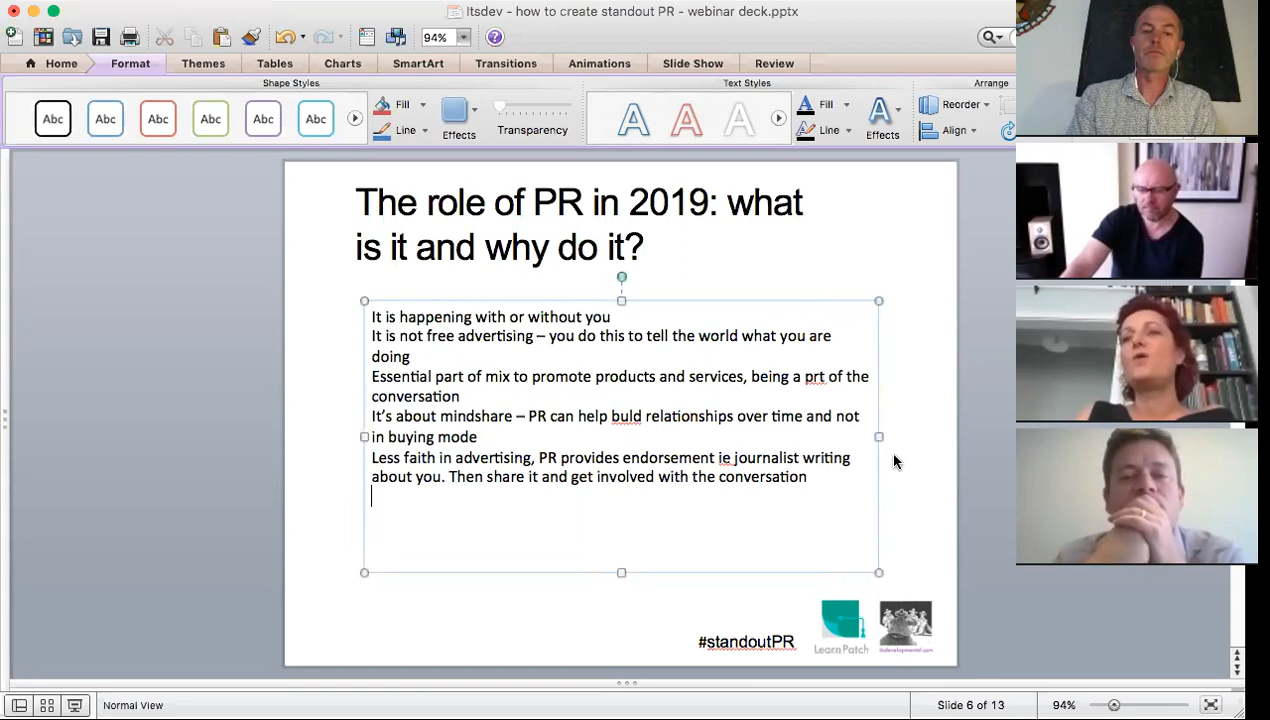 ltsdev - how to create standout PR - webinar deck.pptx
94%
Home Format Themes Tables Charts SmartArt Transitions Animations Slide Show Review
Shape Styles Text Styles Arrange
Abc Abc Abc Abc Abc Abc Fill Line Effects Transparency A A A Fill Line Effects Reorder Align
The role of PR in 2019: what
is it and why do it?
It is happening with or without you
It is not free advertising – you do this to tell the world what you are
doing
Essential part of mix to promote products and services, being a prt of the
conversation
It's about mindshare – PR can help buld relationships over time and not
in buying mode
Less faith in advertising, PR provides endorsement ie journalist writing
about you. Then share it and get involved with the conversation
#standoutPR
LearnPatch
itsdevelopmental.com
Normal View Slide 6 of 13 94%